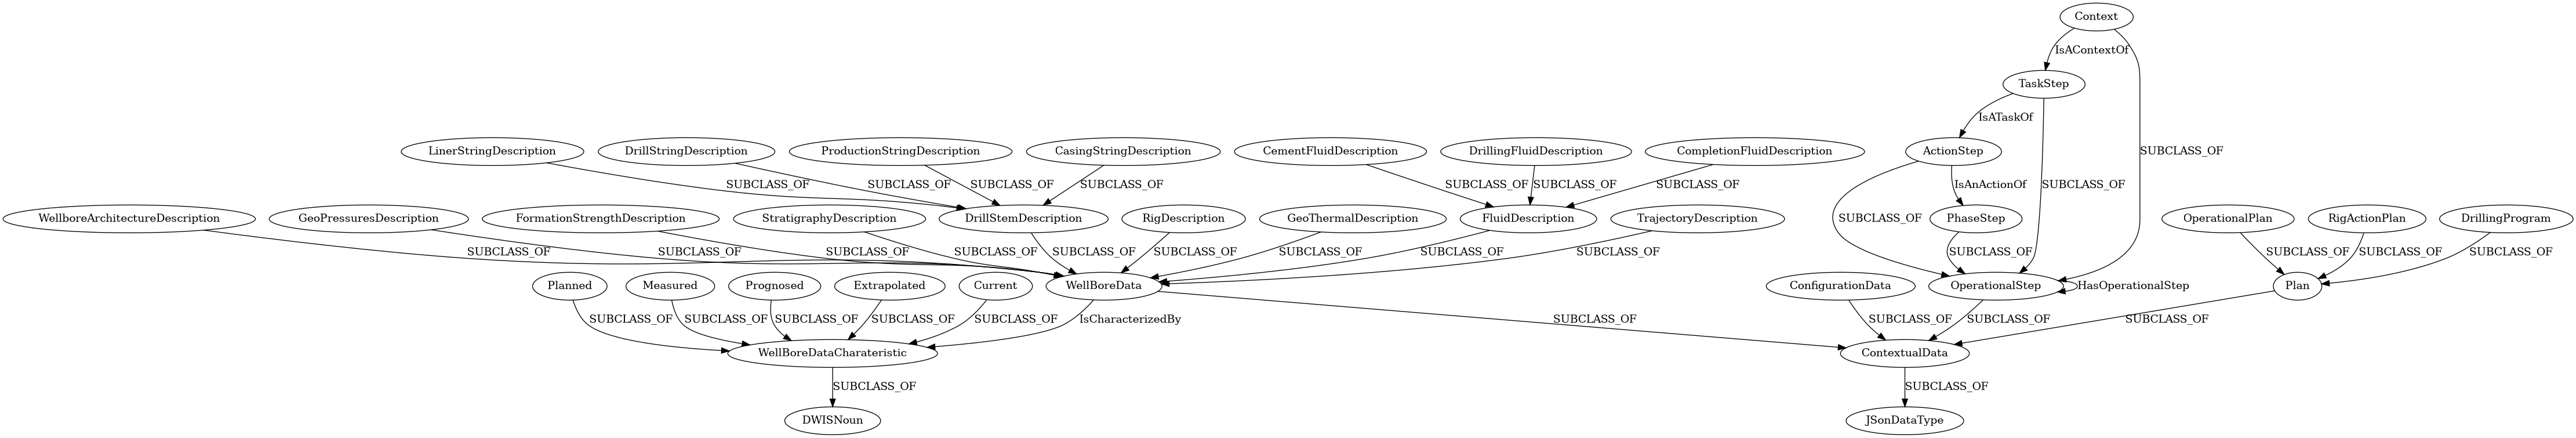 Context
IsAContextOf
TaskStep
IsATaskOf
LinerStringDescription
DrillStringDescription
ProductionStringDescription
CasingStringDescription
CementFluidDescription
DrillingFluidDescription
CompletionFluidDescription
ActionStep
SUBCLASS_OF
SUBCLASS_OF
SUBCLASS_OF
SUBCLASS_OF
SUBCLASS_OF
SUBCLASS_OF
SUBCLASS_OF
SUBCLASS_OF
IsAnActionOf
SUBCLASS_OF
WellboreArchitectureDescription
GeoPressuresDescription
FormationStrengthDescription
StratigraphyDescription
DrillStemDescription
RigDescription
GeoThermalDescription
FluidDescription
TrajectoryDescription
SUBCLASS_OF
PhaseStep
OperationalPlan
RigActionPlan
DrillingProgram
SUBCLASS_OF
SUBCLASS_OF
SUBCLASS_OF
SUBCLASS_OF
SUBCLASS_OF
SUBCLASS_OF
SUBCLASS_OF
SUBCLASS_OF
SUBCLASS_OF
SUBCLASS_OF
SUBCLASS_OF
SUBCLASS_OF
SUBCLASS_OF
Planned
Measured
Prognosed
Extrapolated
Current
WellBoreData
ConfigurationData
OperationalStep
HasOperationalStep
Plan
SUBCLASS_OF
SUBCLASS_OF
SUBCLASS_OF
SUBCLASS_OF
SUBCLASS_OF
IsCharacterizedBy
SUBCLASS_OF
SUBCLASS_OF
SUBCLASS_OF
SUBCLASS_OF
WellBoreDataCharateristic
ContextualData
SUBCLASS_OF
SUBCLASS_OF
DWISNoun
JSonDataType